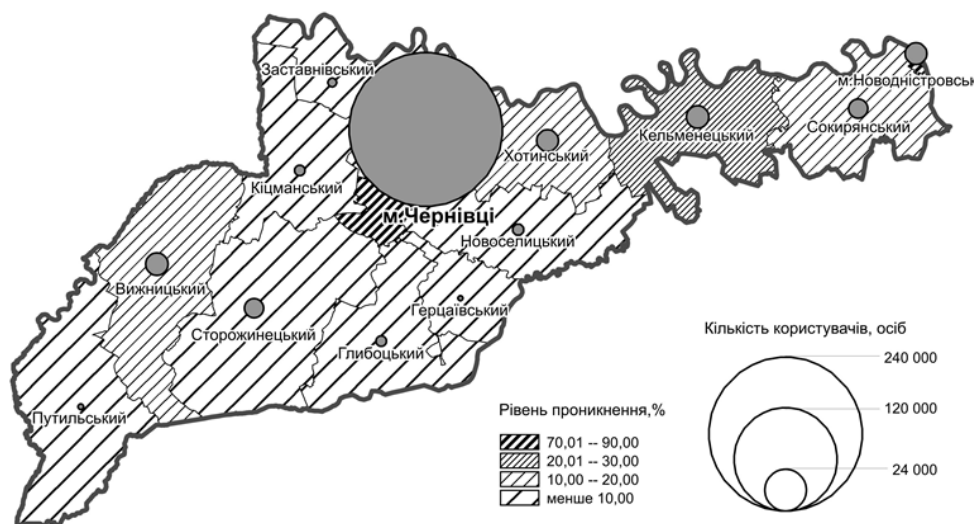 Заставнівський
м.Новодністровськ
Хотинський
Кельменецький
Сокирянський
Кіцманський
м.Чернівці
Новоселицький
Вижницький
Сторожинецький
Герцаївський
Глибоцький
Путильський
Кількість користувачів, осіб
240 000
120 000
24 000
Рівень проникнення,%
70,01 -- 90,00
20,01 -- 30,00
10,00 -- 20,00
менше 10,00